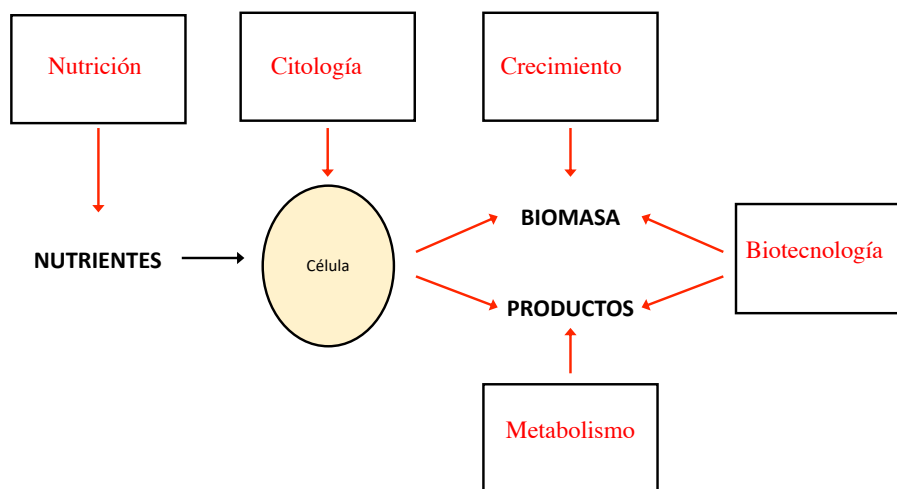 Nutrición
Citología
Crecimiento
BIOMASA
NUTRIENTES
Célula
Biotecnología
PRODUCTOS
Metabolismo